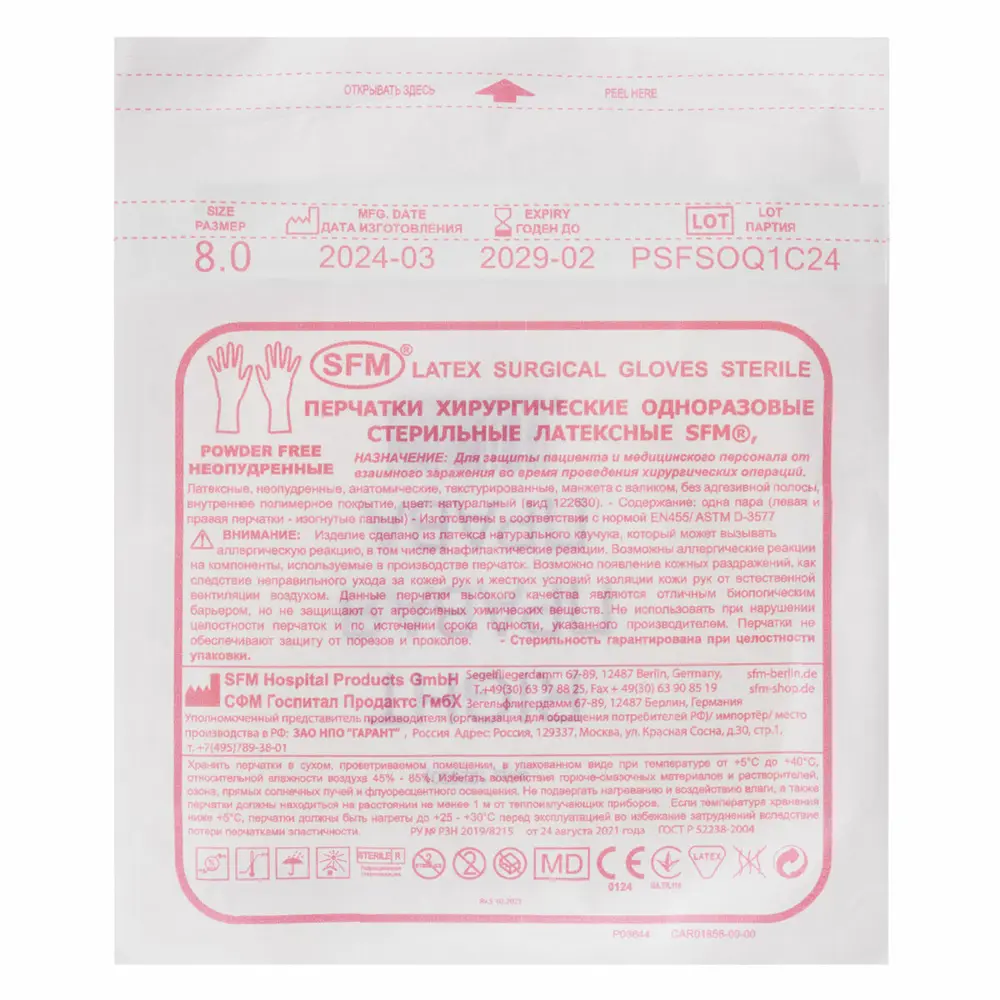 ОТКРЫВАТЬ ЗДЕСЬ PEEL HERE
SIZE MFG. DATE EXPIRY LOT LOT
РАЗМЕР ДАТА ИЗГОТОВЛЕНИЯ ГОДЕН ДО ПАРТИЯ
8.0 2024-03 2029-02 PSFSOQ1C24
SFM® LATEX SURGICAL GLOVES STERILE
ПЕРЧАТКИ ХИРУРГИЧЕСКИЕ ОДНОРАЗОВЫЕ
СТЕРИЛЬНЫЕ ЛАТЕКСНЫЕ SFM®,
POWDER FREE
НЕОПУДРЕННЫЕ
НАЗНАЧЕНИЕ: Для защиты пациента и медицинского персонала от
взаимного заражения во время проведения хирургических операций.
Латексные, неопудренные, анатомические, текстурированные, манжета с валиком, без адгезивной полосы,
внутреннее полимерное покрытие, цвет: натуральный (вид 122630). - Содержание: одна пара (левая и
правая перчатки - изогнутые пальцы) - Изготовлены в соответствии с нормой EN455/ ASTM D-3577
ВНИМАНИЕ: Изделие сделано из латекса натурального каучука, который может вызывать
аллергическую реакцию, в том числе анафилактические реакции. Возможны аллергические реакции
на компоненты, используемые в производстве перчаток. Возможно появление кожных раздражений, как
следствие неправильного ухода за кожей рук и жестких условий изоляции кожи рук от естественной
вентиляции воздухом. Данные перчатки высокого качества являются отличным биологическим
барьером, но не защищают от агрессивных химических веществ. Не использовать при нарушении
целостности перчаток и по истечении срока годности, указанного производителем. Перчатки не
обеспечивают защиту от порезов и проколов. - Стерильность гарантирована при целостности
упаковки.
SFM Hospital Products GmbH Segelfliegerdamm 67-89, 12487 Berlin, Germany, sfm-berlin.de
T.+49(30) 63 97 88 25, Fax + 49(30) 63 90 85 19 sfm-shop.de
СФМ Госпитал Продактс ГмбХ Зегельфлигердамм 67-89, 12487 Берлин, Германия
Уполномоченный представитель производителя (организация для обращения потребителей РФ)/ импортёр/ место
производства в РФ: ЗАО НПО "ГАРАНТ" , Россия Адрес: Россия, 129337, Москва, ул. Красная Сосна, д.30, стр.1,
т. +7(495)789-38-01
Хранить перчатки в сухом, проветриваемом помещении, в упакованном виде при температуре от +5°C до +40°C,
относительной влажности воздуха 45% - 85%. Избегать воздействия горюче-смазочных материалов и растворителей,
озона, прямых солнечных лучей и флуоресцентного освещения. Не подвергать нагреванию и воздействию влаги, а также
перчатки должны находиться на расстоянии не менее 1 м от теплоизлучающих приборов. Если температура хранения
ниже +5°C, перчатки должны быть нагреты до +25 - +30°C перед эксплуатацией во избежание затруднений вследствие
потери перчатками эластичности. РУ № РЗН 2019/8215 от 24 августа 2021 года ГОСТ Р 52238-2004
STERILE R 2 MD CE LATEX
0124